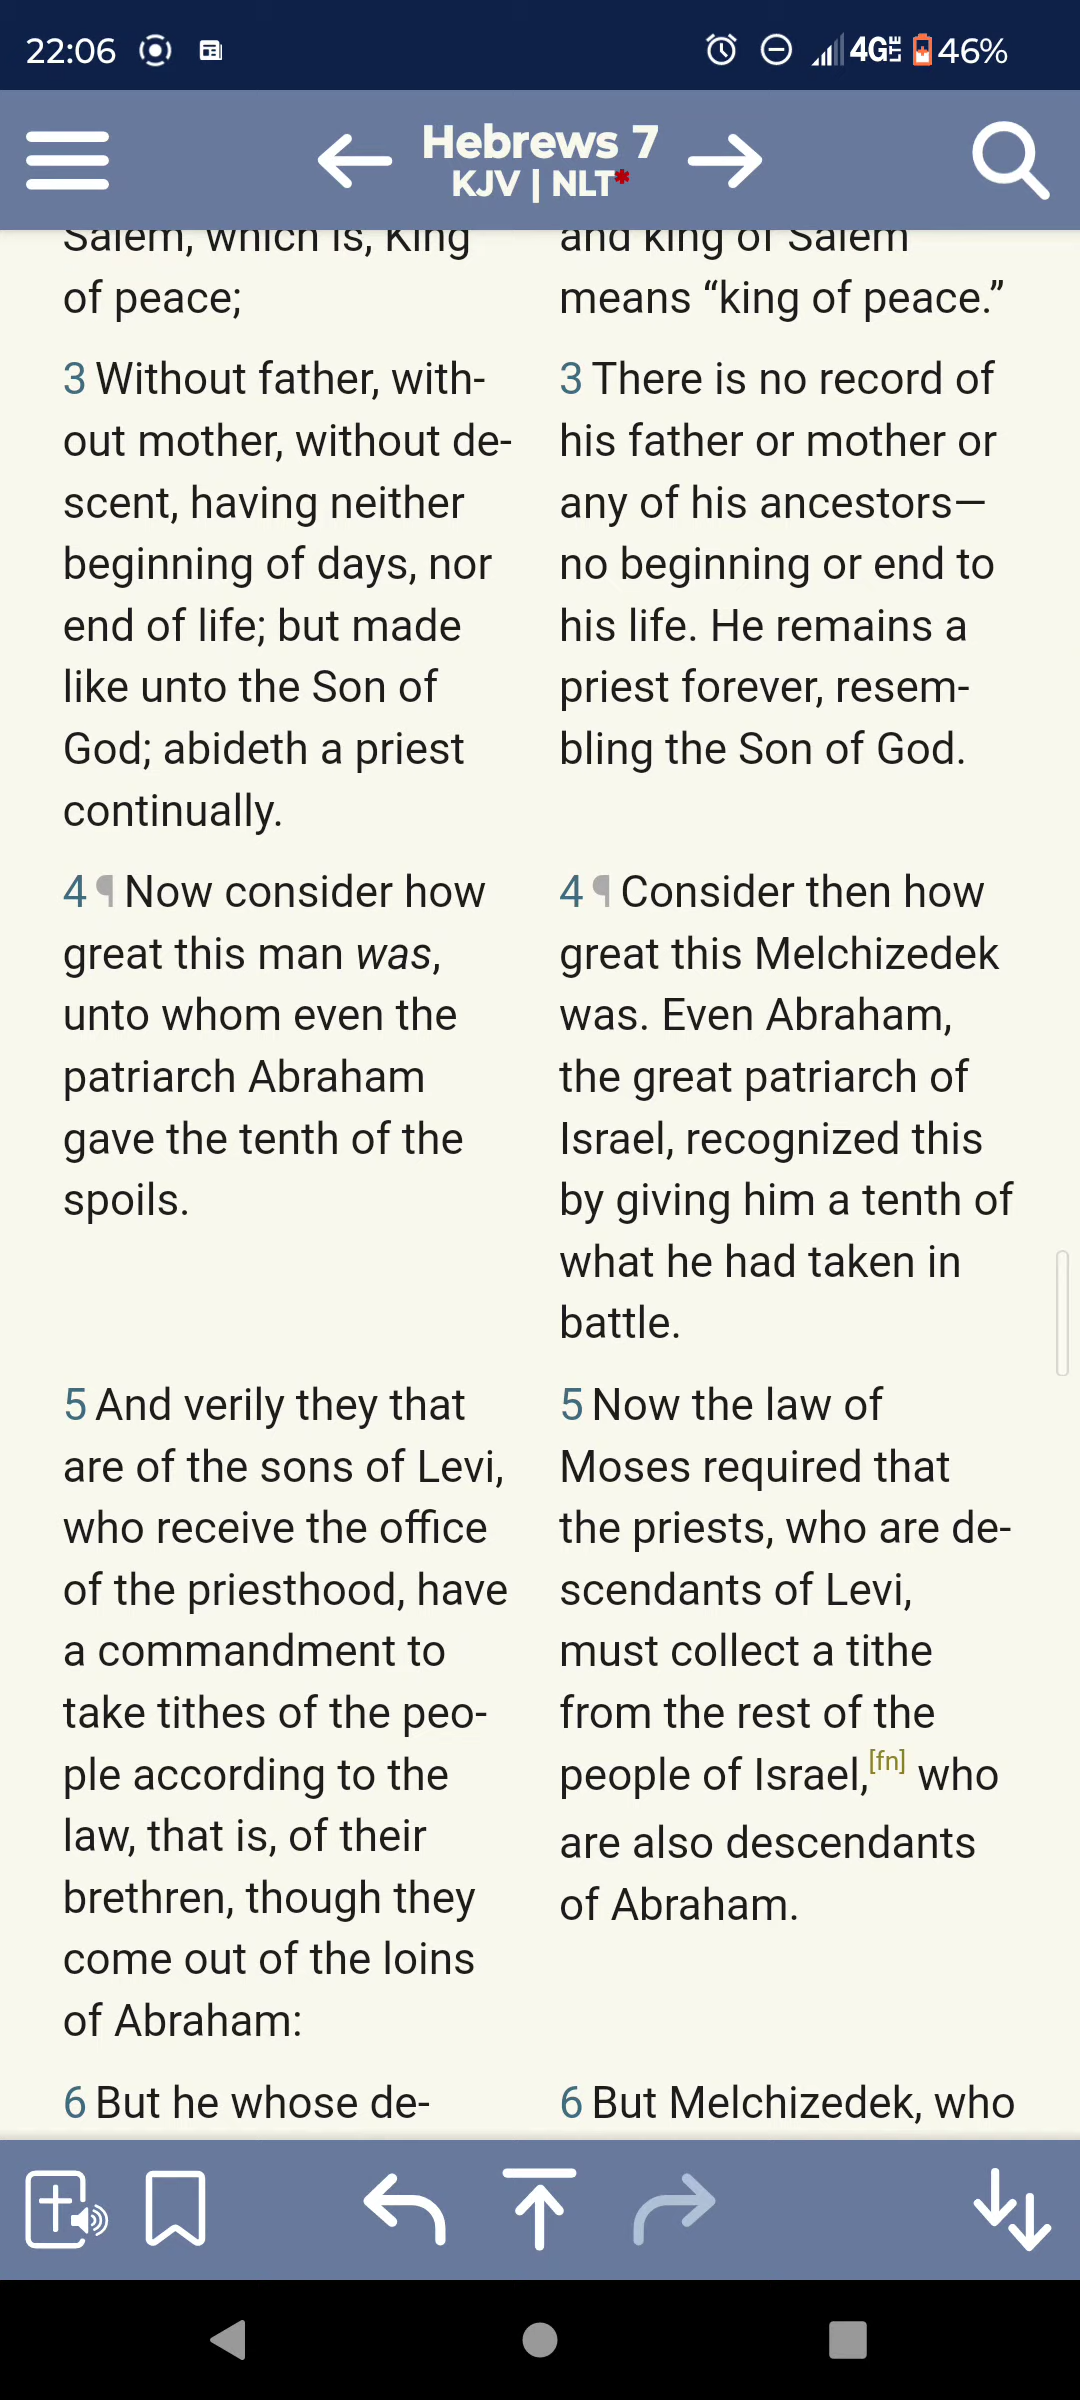 22:06
4G LTE 46%
Hebrews 7
KJV | NLT*
Salem, which is, King
of peace;
3 Without father, with-
out mother, without de-
scent, having neither
beginning of days, nor
end of life; but made
like unto the Son of
God; abideth a priest
continually.
4 ¶ Now consider how
great this man was,
unto whom even the
patriarch Abraham
gave the tenth of the
spoils.
5 And verily they that
are of the sons of Levi,
who receive the office
of the priesthood, have
a commandment to
take tithes of the peo-
ple according to the
law, that is, of their
brethren, though they
come out of the loins
of Abraham:
6 But he whose de-
and king of Salem
means “king of peace.”
3 There is no record of
his father or mother or
any of his ancestors—
no beginning or end to
his life. He remains a
priest forever, resem-
bling the Son of God.
4 ¶ Consider then how
great this Melchizedek
was. Even Abraham,
the great patriarch of
Israel, recognized this
by giving him a tenth of
what he had taken in
battle.
5 Now the law of
Moses required that
the priests, who are de-
scendants of Levi,
must collect a tithe
from the rest of the
people of Israel,[fn] who
are also descendants
of Abraham.
6 But Melchizedek, who